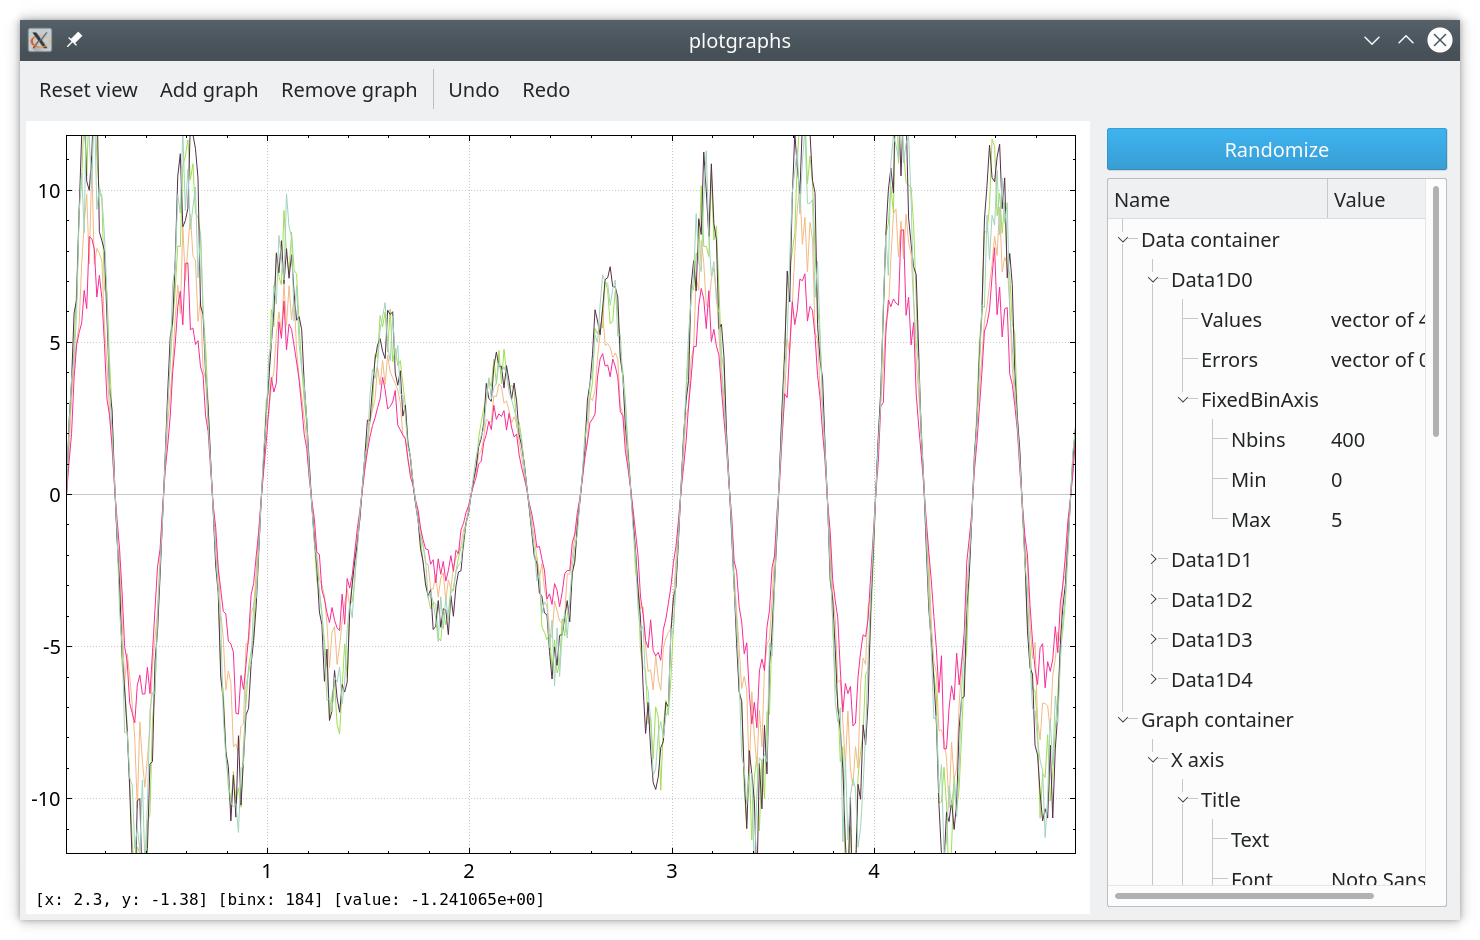 plotgraphs
Reset view Add graph Remove graph Undo Redo
10
5
0
-5
-10
1 2 3 4
[x: 2.3, y: -1.38] [binx: 184] [value: -1.241065e+00]
Randomize
Name Value
Data container
Data1D0
Values vector of 4
Errors vector of 0
FixedBinAxis
Nbins 400
Min 0
Max 5
Data1D1
Data1D2
Data1D3
Data1D4
Graph container
X axis
Title
Text
Font Noto Sans